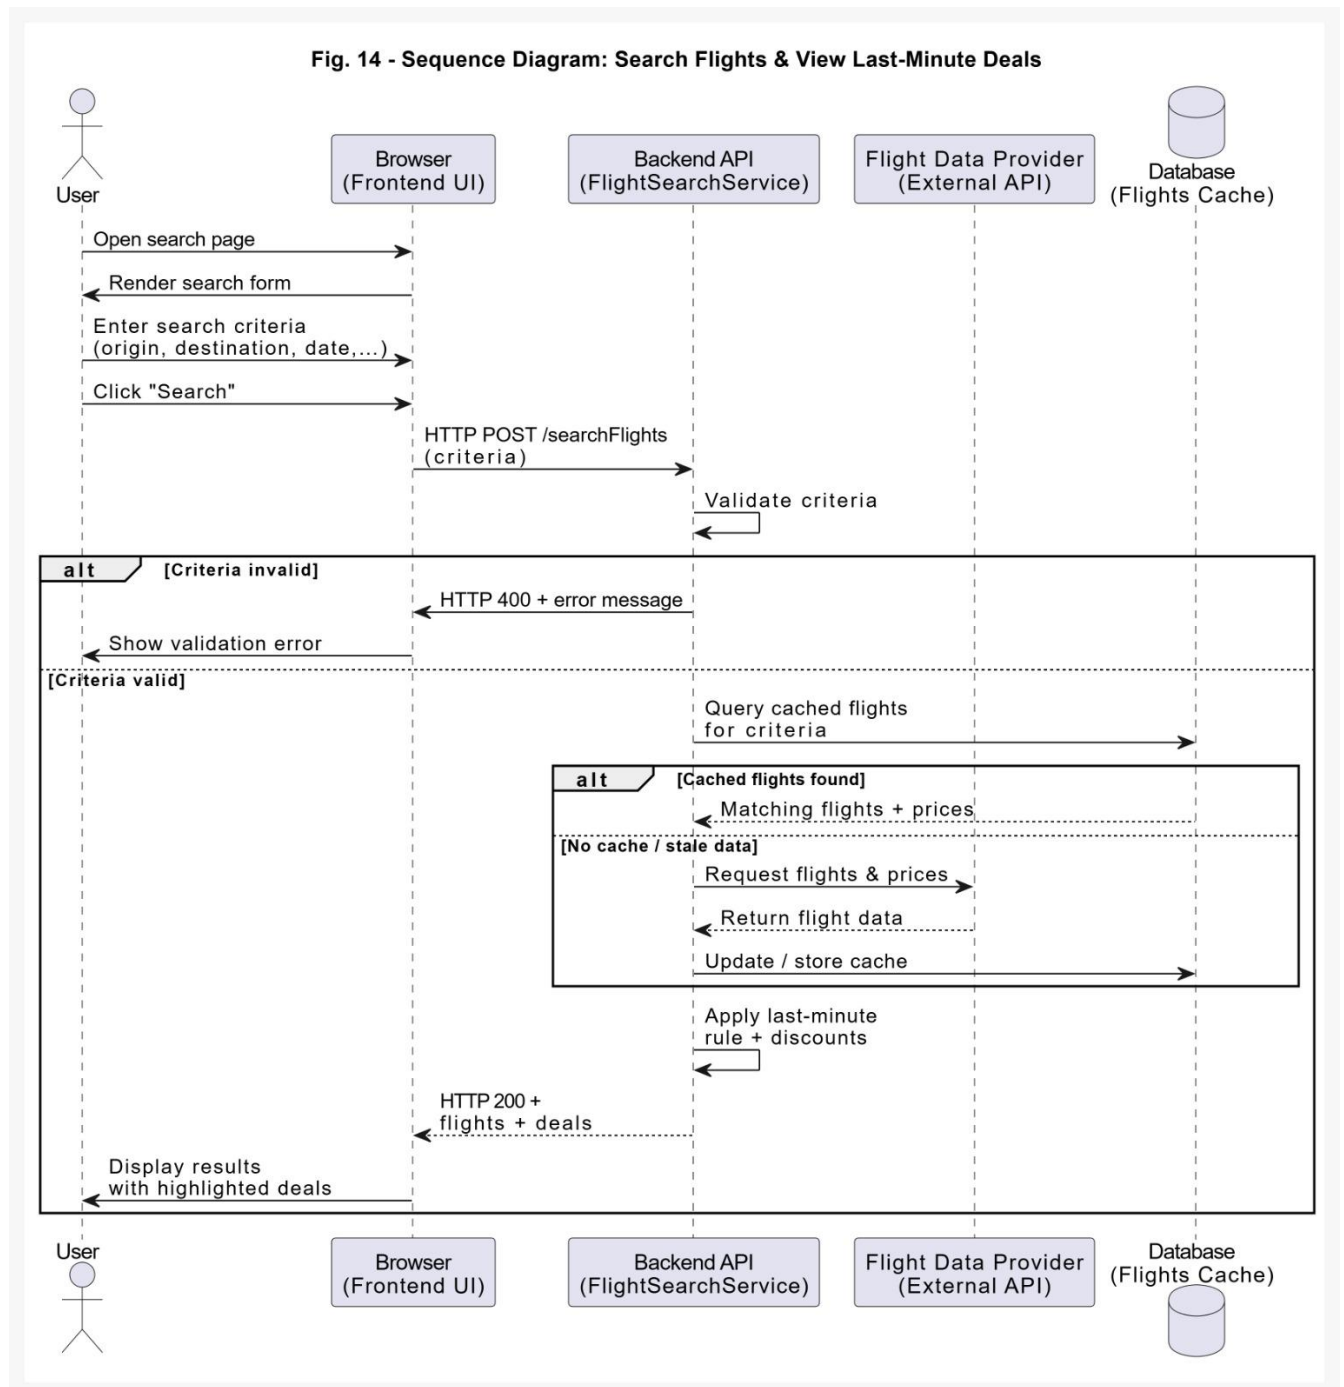 Fig. 14 - Sequence Diagram: Search Flights & View Last-Minute Deals
User
Browser
(Frontend UI)
Backend API
(FlightSearchService)
Flight Data Provider
(External API)
Database
(Flights Cache)
Open search page
Render search form
Enter search criteria
(origin, destination, date,...)
Click "Search"
HTTP POST /searchFlights
(criteria)
Validate criteria
alt
[Criteria invalid]
HTTP 400 + error message
Show validation error
[Criteria valid]
Query cached flights
for criteria
alt
[Cached flights found]
Matching flights + prices
[No cache / stale data]
Request flights & prices
Return flight data
Update / store cache
Apply last-minute
rule + discounts
HTTP 200 +
flights + deals
Display results
with highlighted deals
User
Browser
(Frontend UI)
Backend API
(FlightSearchService)
Flight Data Provider
(External API)
Database
(Flights Cache)